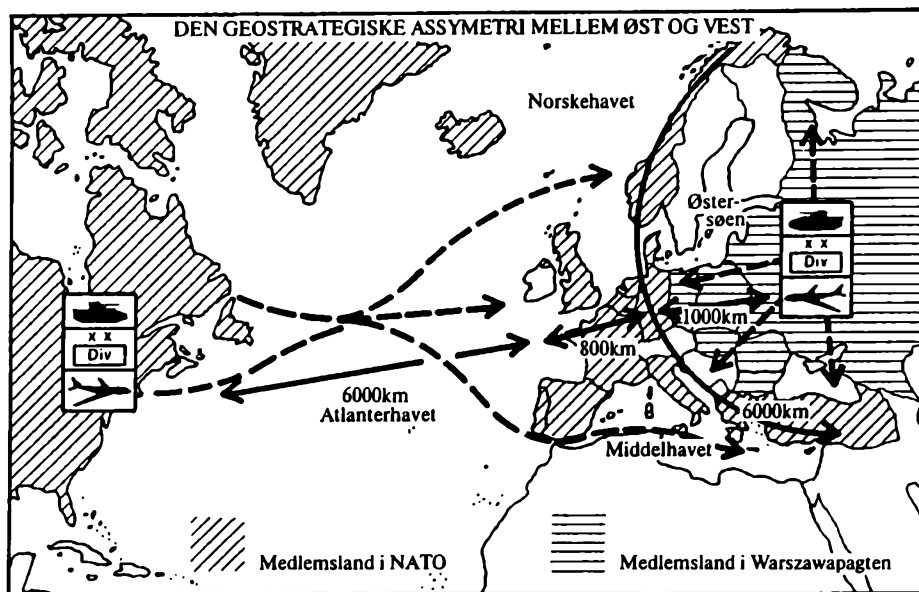 DEN GEOSTRATEGISKE ASSYMETRI MELLEM ØST OG VEST
Norskehavet
Øster-
søen
x x
Div
x x
Div
1000km
800km
6000km
Atlanterhavet
6000km
Middelhavet
Medlemsland i NATO
Medlemsland i Warszawapagten